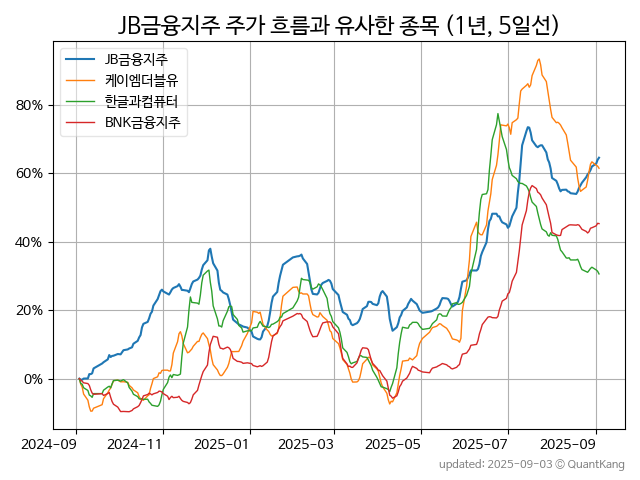 JB금융지주 주가 흐름과 유사한 종목 (1년, 5일선)
JB금융지주
케이엠더블유
한글과컴퓨터
BNK금융지주
80%
60%
40%
20%
0%
2024-09 2024-11 2025-01 2025-03 2025-05 2025-07 2025-09
updated: 2025-09-03 © QuantKang